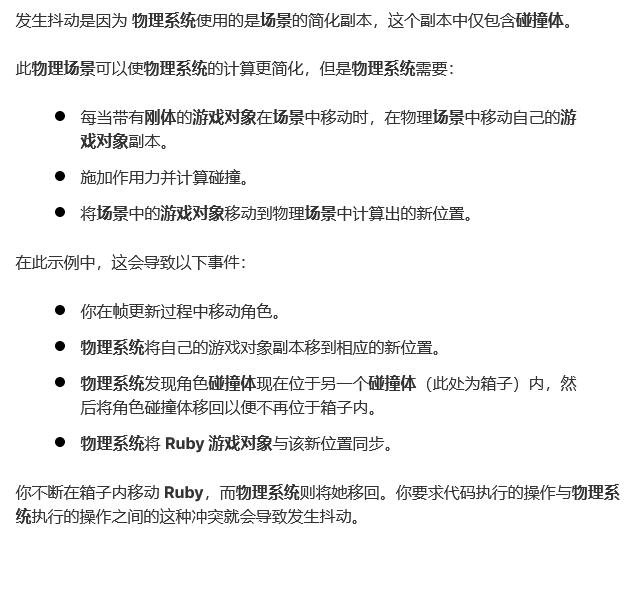 发生抖动是因为 物理系统使用的是场景的简化副本，这个副本中仅包含碰撞体。
此物理场景可以使物理系统的计算更简化，但是物理系统需要：
● 每当带有刚体的游戏对象在场景中移动时，在物理场景中移动自己的游
戏对象副本。
● 施加作用力并计算碰撞。
● 将场景中的游戏对象移动到物理场景中计算出的新位置。
在此示例中，这会导致以下事件：
● 你在帧更新过程中移动角色。
● 物理系统将自己的游戏对象副本移到相应的新位置。
● 物理系统发现角色碰撞体现在位于另一个碰撞体（此处为箱子）内，然
后将角色碰撞体移回以便不再位于箱子内。
● 物理系统将 Ruby 游戏对象与该新位置同步。
你不断在箱子内移动 Ruby，而物理系统则将她移回。你要求代码执行的操作与物理系
统执行的操作之间的这种冲突就会导致发生抖动。